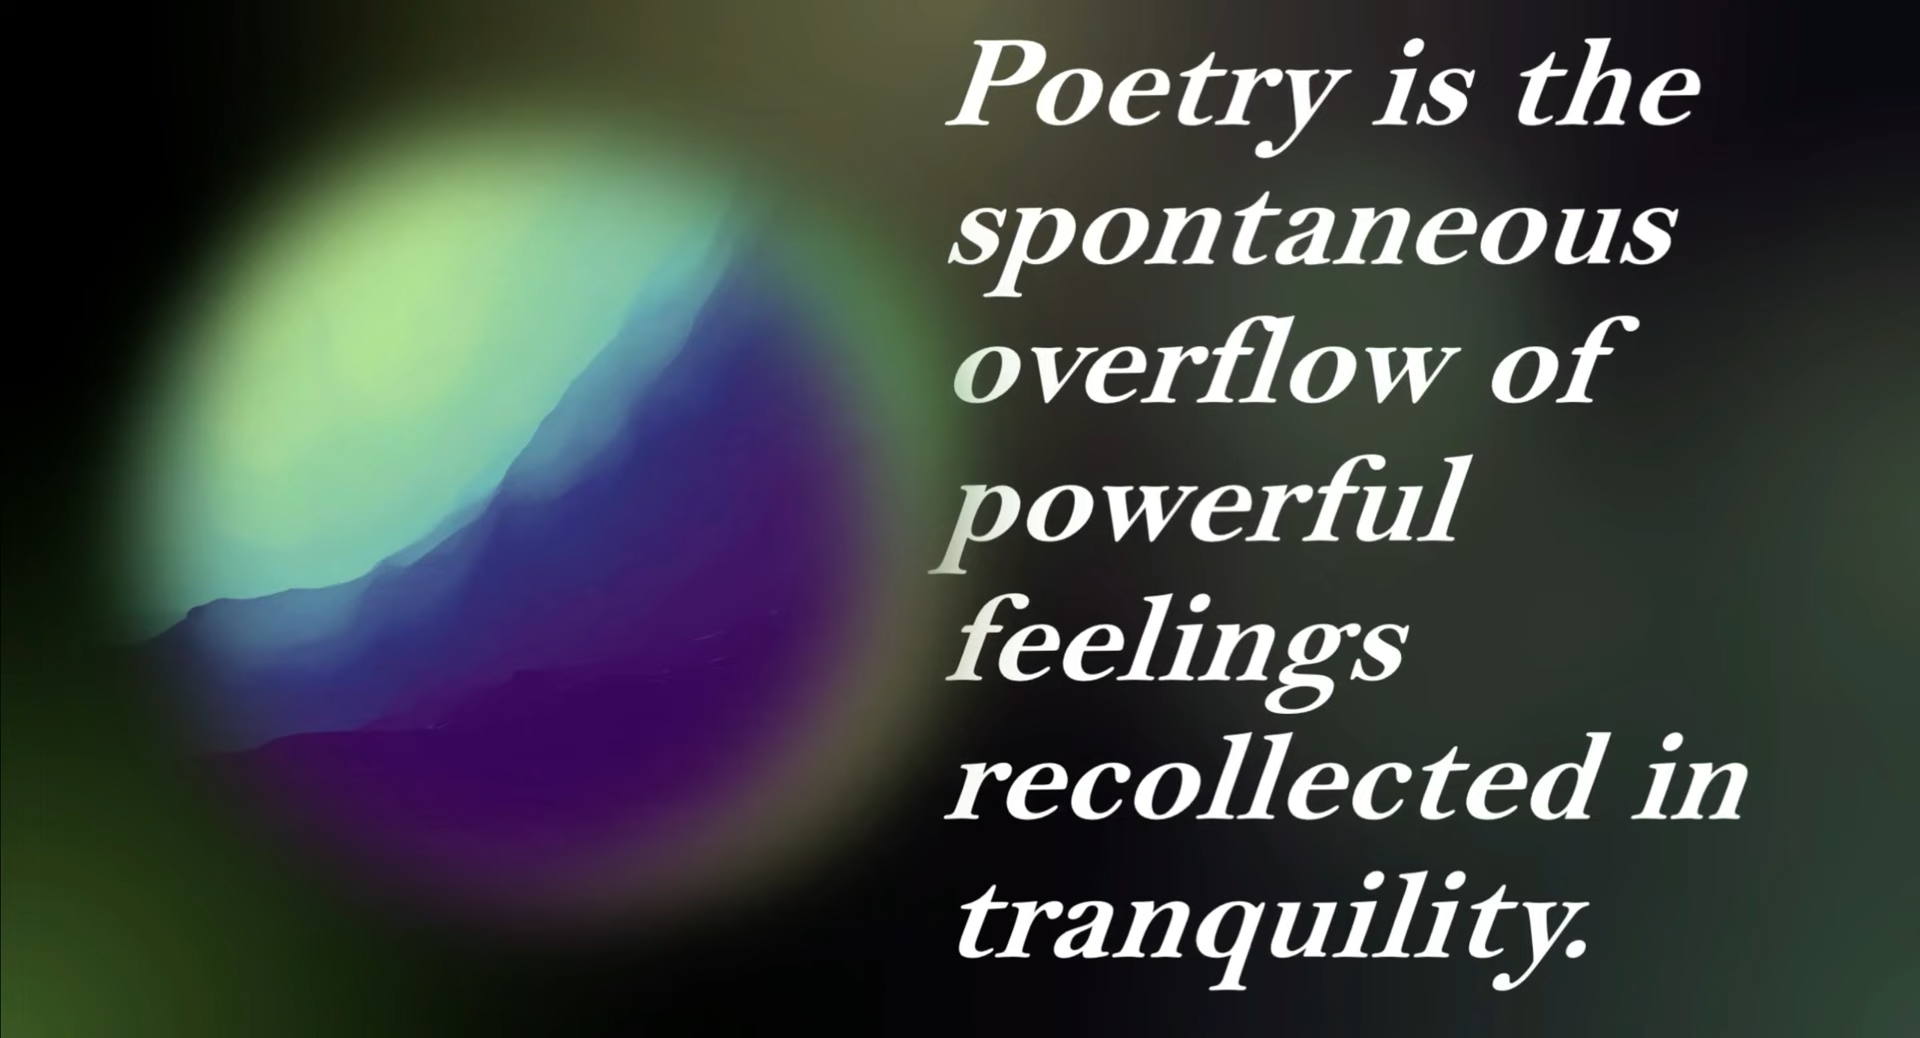 Poetry is the
spontaneous
overflow of
powerful
feelings
recollected in
tranquility.